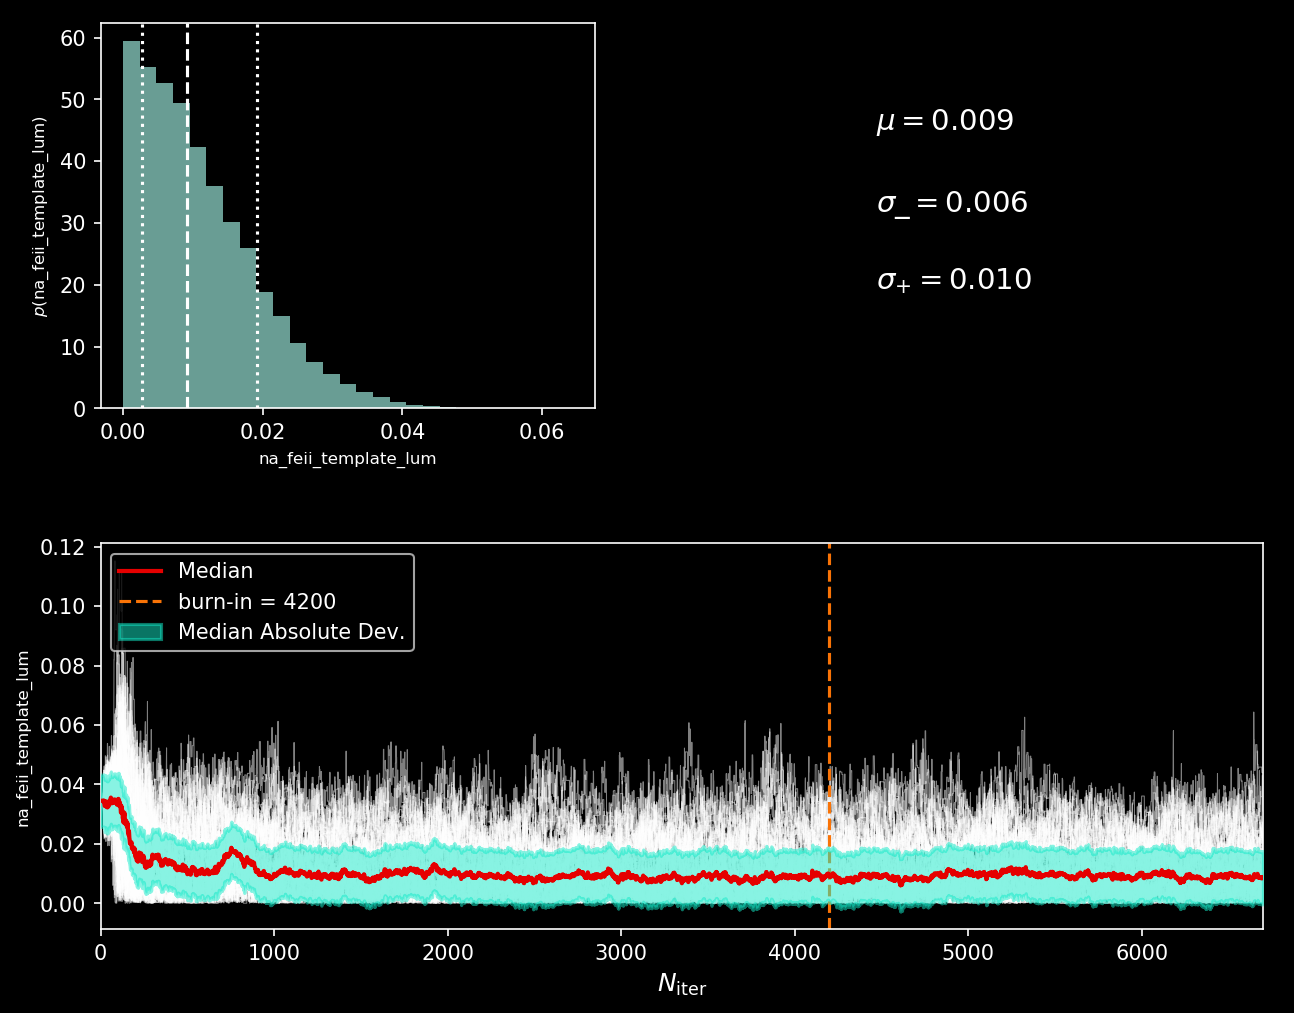 60
50
40
30
20
10
0
p(na_feii_template_lum)
0.00 0.02 0.04 0.06
na_feii_template_lum
μ = 0.009
σ₋ = 0.006
σ₊ = 0.010
0.12
0.10
0.08
0.06
0.04
0.02
0.00
na_feii_template_lum
Median
burn-in = 4200
Median Absolute Dev.
0 1000 2000 3000 4000 5000 6000
N_iter